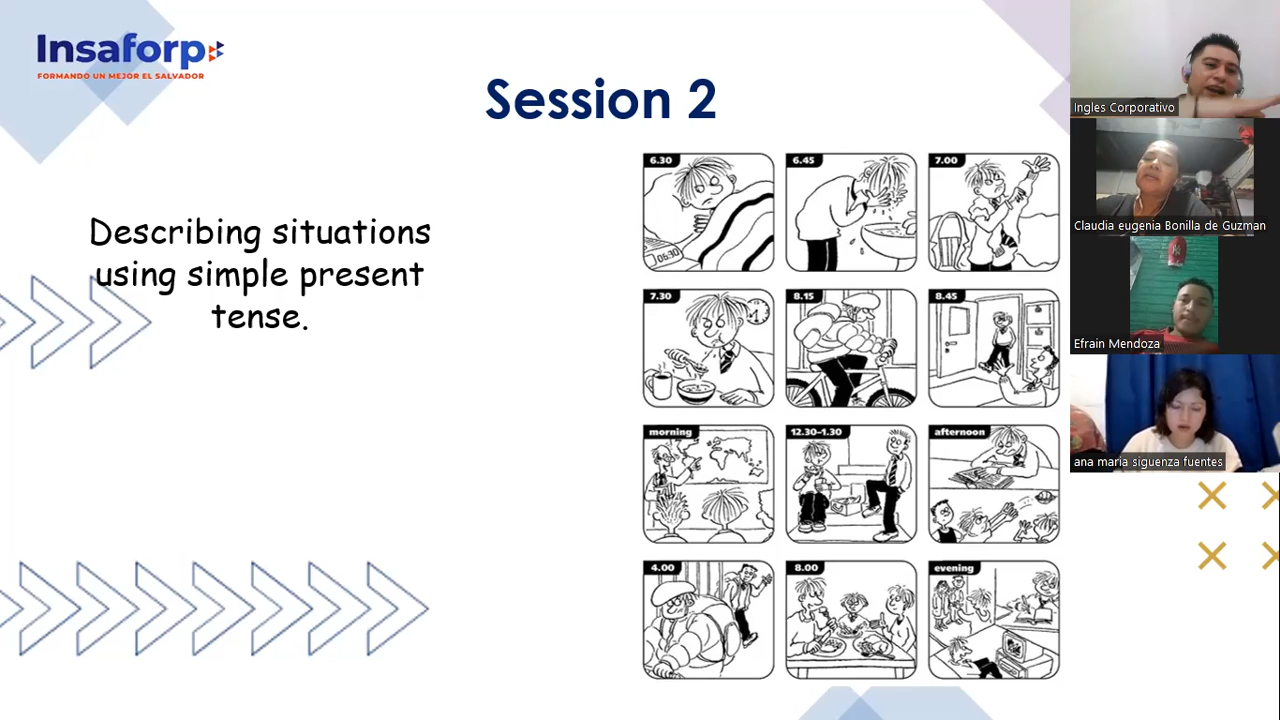 Insaforp
FORMANDO UN MEJOR EL SALVADOR
Session 2
Describing situations
using simple present
tense.
6.30
06:30
6.45
7.00
7.30
8.15
8.45
morning
12.30–1.30
afternoon
4.00
8.00
evening
Ingles Corporativo
Claudia eugenia Bonilla de Guzman
Efrain Mendoza
ana maria siguenza fuentes